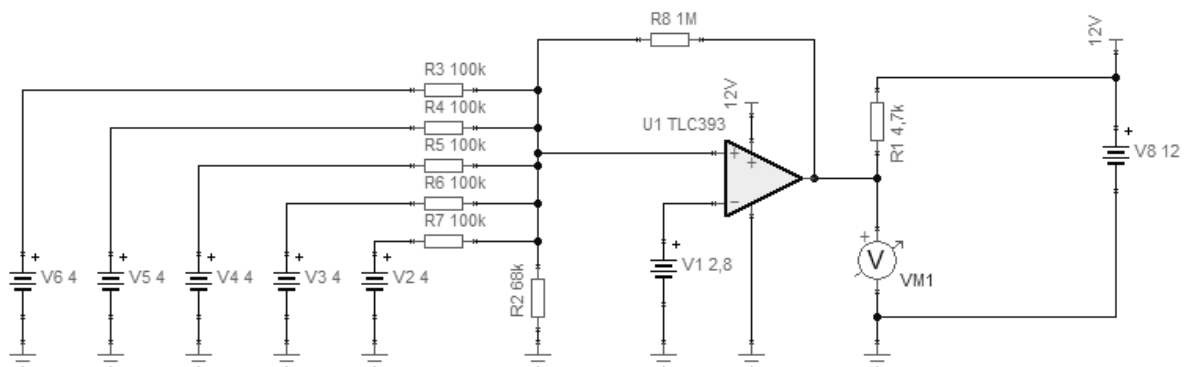 R8 1M
12V
R3 100k
12V
R4 100k
U1 TLC393
R1 4,7k
R5 100k
+
V8 12
+
+
R6 100k
−
R7 100k
+
+
+
+
+
+
+
V6 4
V5 4
V4 4
V3 4
V2 4
R2 68k
V1 2,8
V
VM1